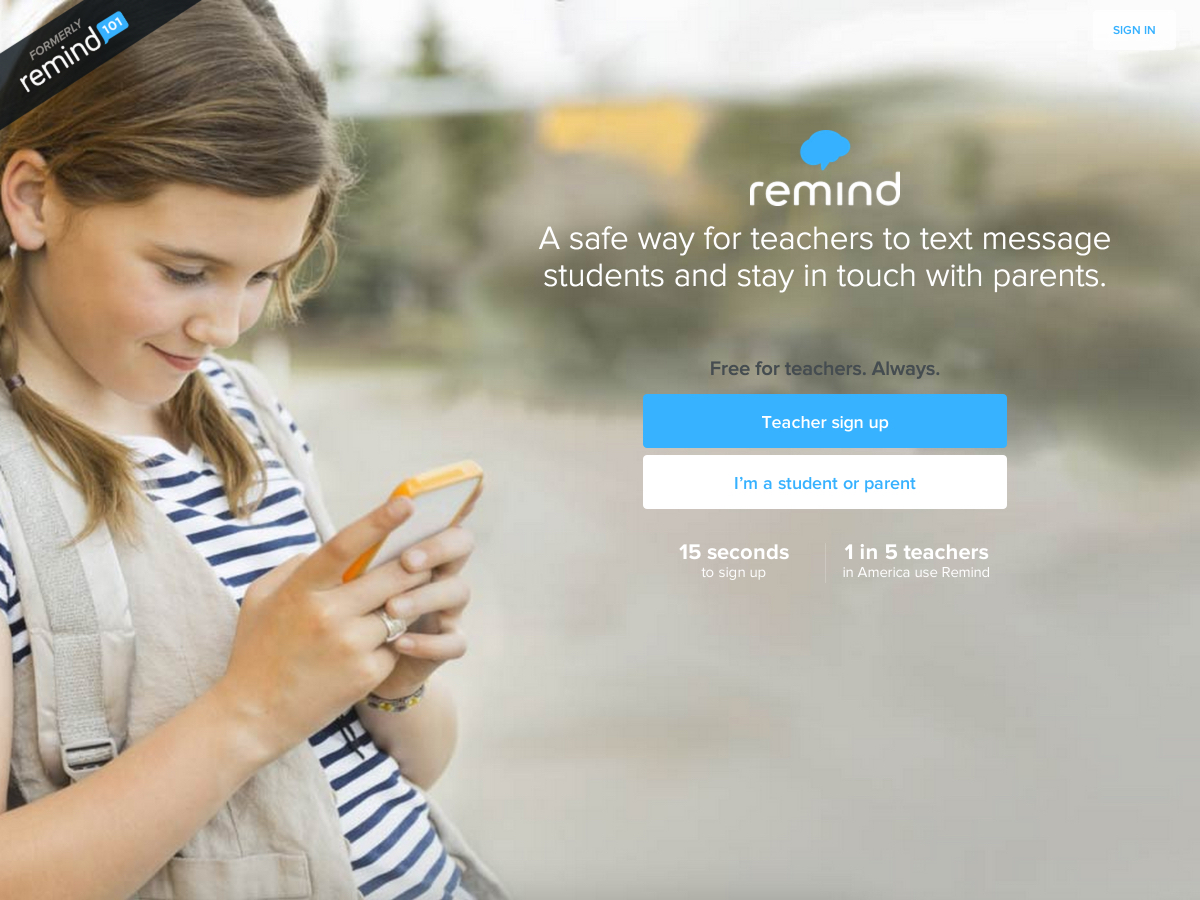 FORMERLY
remind101
SIGN IN
remind
A safe way for teachers to text message
students and stay in touch with parents.
Free for teachers. Always.
Teacher sign up
I’m a student or parent
15 seconds
to sign up
1 in 5 teachers
in America use Remind